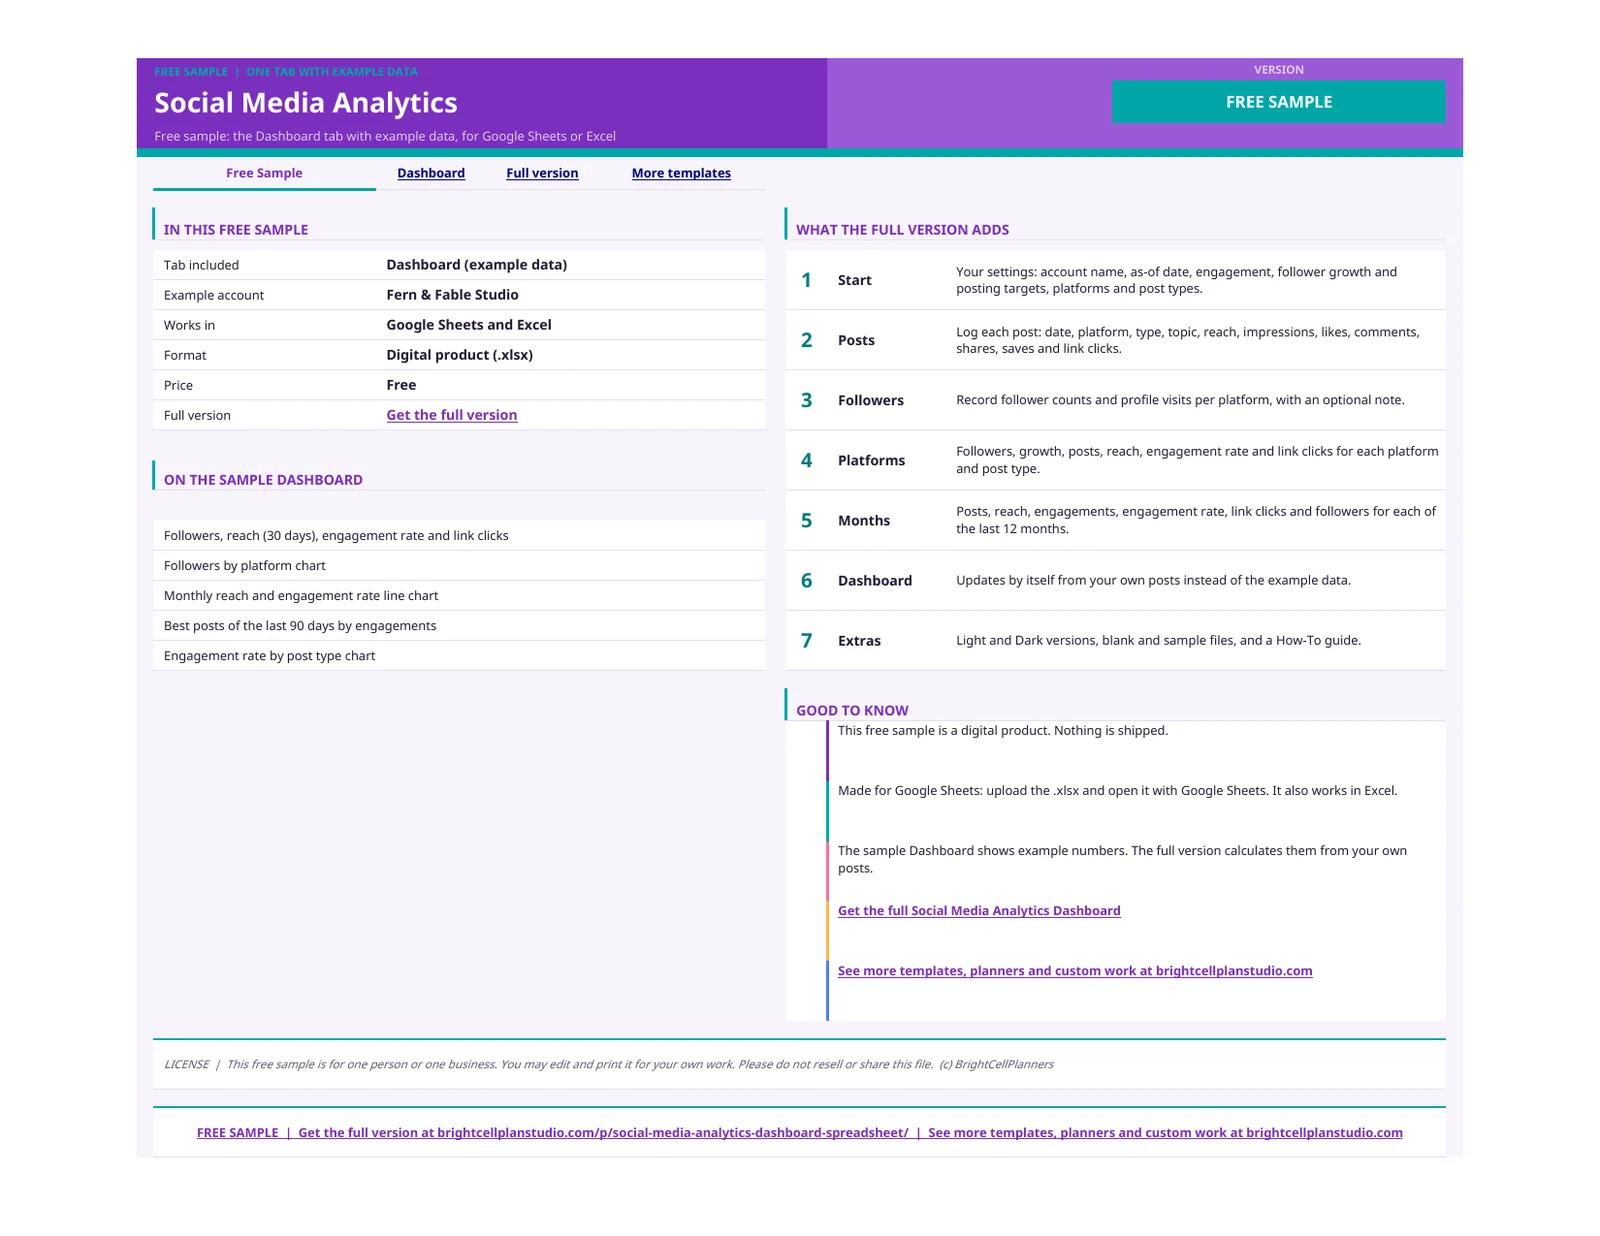 FREE SAMPLE | ONE TAB WITH EXAMPLE DATA
Social Media Analytics
Free sample: the Dashboard tab with example data, for Google Sheets or Excel
VERSION
FREE SAMPLE
Free Sample
Dashboard
Full version
More templates
IN THIS FREE SAMPLE
Tab included Dashboard (example data)
Example account Fern & Fable Studio
Works in Google Sheets and Excel
Format Digital product (.xlsx)
Price Free
Full version Get the full version
ON THE SAMPLE DASHBOARD
Followers, reach (30 days), engagement rate and link clicks
Followers by platform chart
Monthly reach and engagement rate line chart
Best posts of the last 90 days by engagements
Engagement rate by post type chart
WHAT THE FULL VERSION ADDS
1 Start Your settings: account name, as-of date, engagement, follower growth and
posting targets, platforms and post types.
2 Posts Log each post: date, platform, type, topic, reach, impressions, likes, comments,
shares, saves and link clicks.
3 Followers Record follower counts and profile visits per platform, with an optional note.
4 Platforms Followers, growth, posts, reach, engagement rate and link clicks for each platform
and post type.
5 Months Posts, reach, engagements, engagement rate, link clicks and followers for each of
the last 12 months.
6 Dashboard Updates by itself from your own posts instead of the example data.
7 Extras Light and Dark versions, blank and sample files, and a How-To guide.
GOOD TO KNOW
This free sample is a digital product. Nothing is shipped.
Made for Google Sheets: upload the .xlsx and open it with Google Sheets. It also works in Excel.
The sample Dashboard shows example numbers. The full version calculates them from your own
posts.
Get the full Social Media Analytics Dashboard
See more templates, planners and custom work at brightcellplanstudio.com
LICENSE | This free sample is for one person or one business. You may edit and print it for your own work. Please do not resell or share this file. (c) BrightCellPlanners
FREE SAMPLE | Get the full version at brightcellplanstudio.com/p/social-media-analytics-dashboard-spreadsheet/ | See more templates, planners and custom work at brightcellplanstudio.com